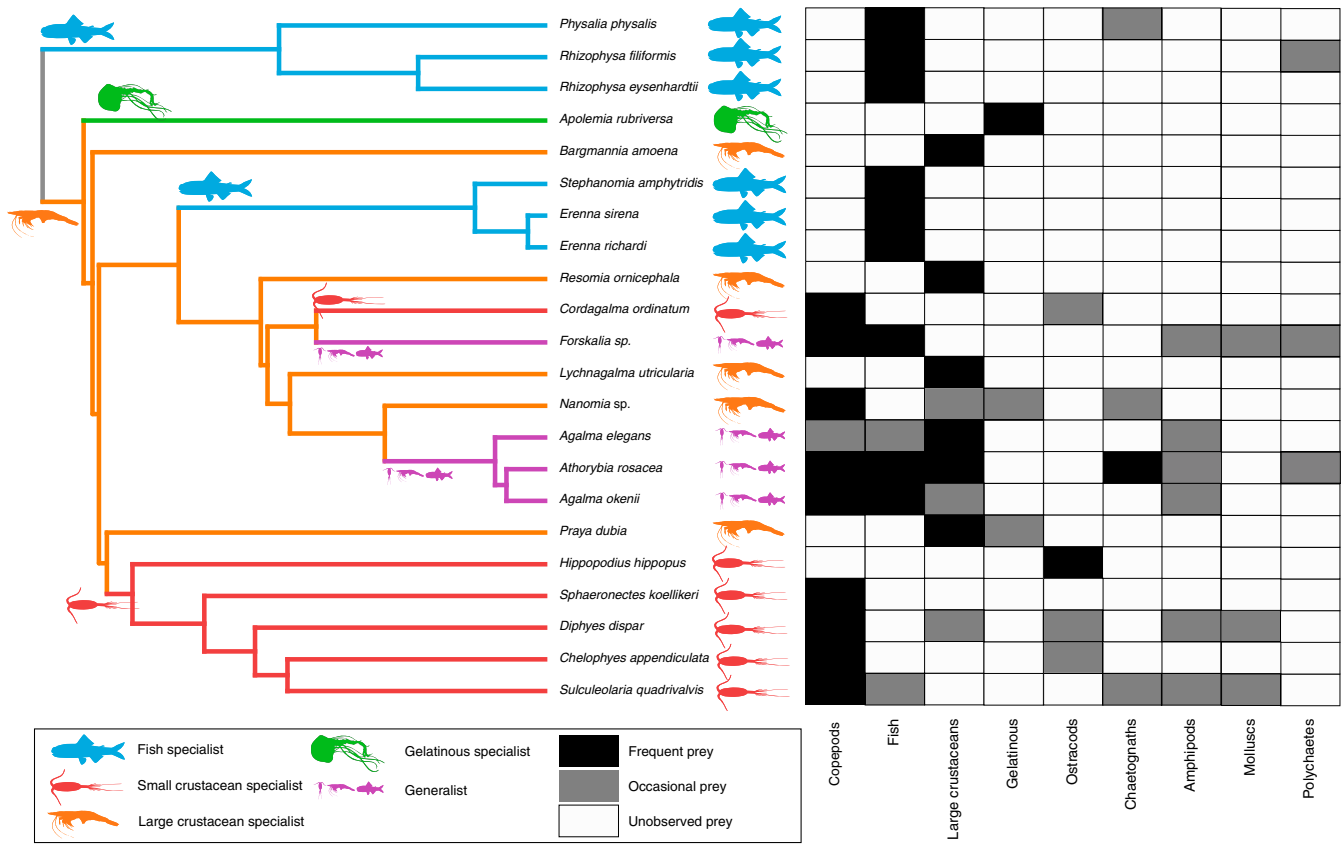 Physalia physalis
Rhizophysa filiformis
Rhizophysa eysenhardtii
Apolemia rubriversa
Bargmannia amoena
Stephanomia amphytridis
Erenna sirena
Erenna richardi
Resomia ornicephala
Cordagalma ordinatum
Forskalia sp.
Lychnagalma utricularia
Nanomia sp.
Agalma elegans
Athorybia rosacea
Agalma okenii
Praya dubia
Hippopodius hippopus
Sphaeronectes koellikeri
Diphyes dispar
Chelophyes appendiculata
Sulculeolaria quadrivalvis
Copepods
Fish
Large crustaceans
Gelatinous
Ostracods
Chaetognaths
Amphipods
Molluscs
Polychaetes
Fish specialist
Small crustacean specialist
Large crustacean specialist
Gelatinous specialist
Generalist
Frequent prey
Occasional prey
Unobserved prey